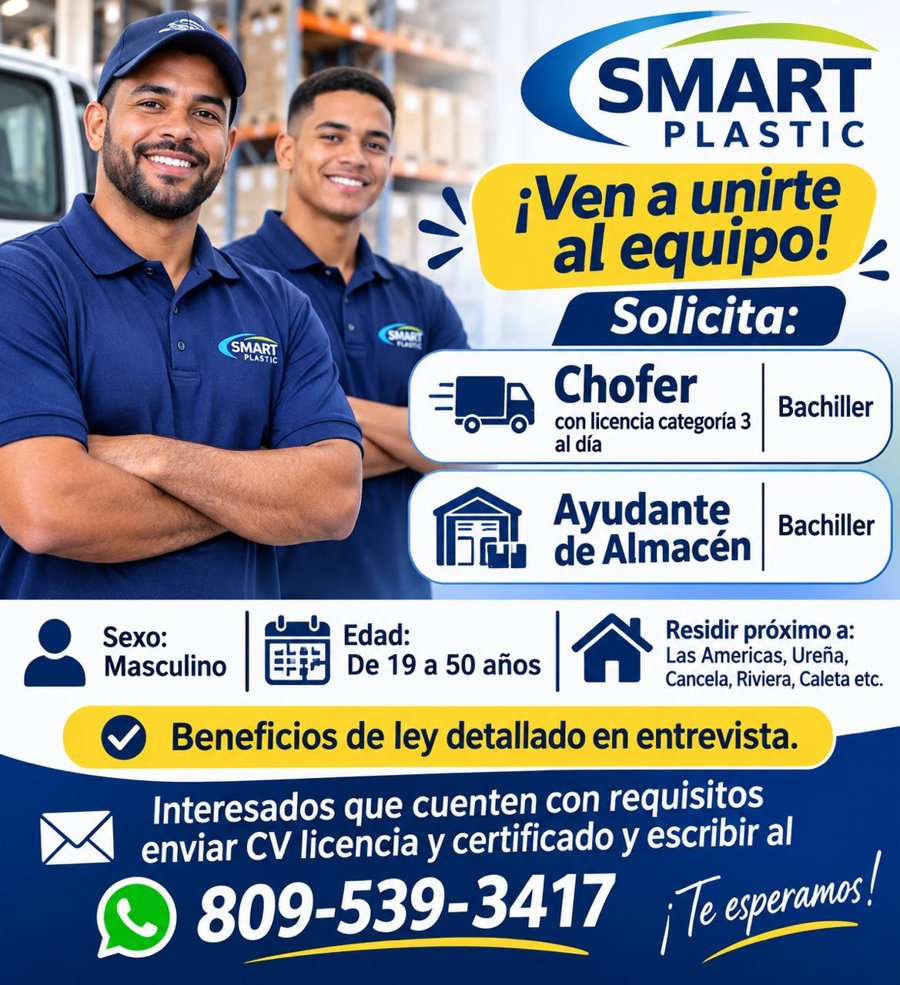 SMART
PLASTIC
¡Ven a unirte
al equipo!
Solicita:
Chofer
con licencia categoría 3
al día
Bachiller
Ayudante
de Almacén
Bachiller
SMART
PLASTIC
SMART
PLASTIC
Sexo:
Masculino
Edad:
De 19 a 50 años
Residir próximo a:
Las Americas, Ureña,
Cancela, Riviera, Caleta etc.
Beneficios de ley detallado en entrevista.
Interesados que cuenten con requisitos
enviar CV licencia y certificado y escribir al
809-539-3417
¡Te esperamos!